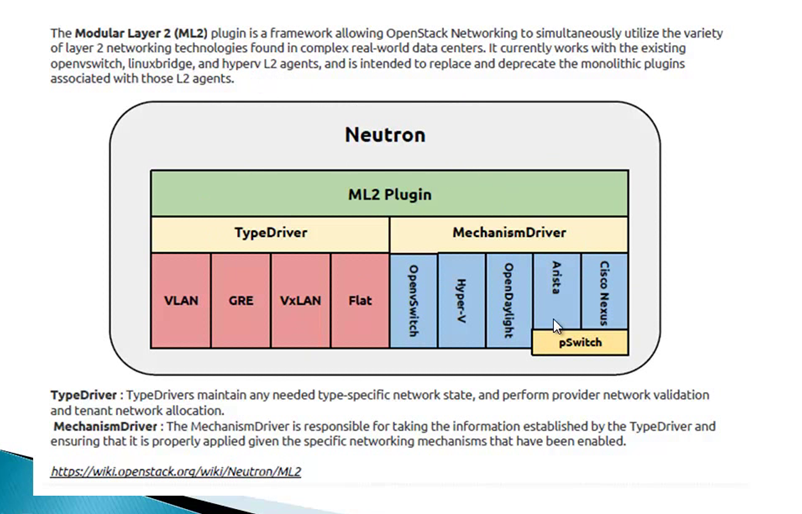 The Modular Layer 2 (ML2) plugin is a framework allowing OpenStack Networking to simultaneously utilize the variety
of layer 2 networking technologies found in complex real-world data centers. It currently works with the existing
openvswitch, linuxbridge, and hyperv L2 agents, and is intended to replace and deprecate the monolithic plugins
associated with those L2 agents.
Neutron
ML2 Plugin
TypeDriver
MechanismDriver
VLAN
GRE
VxLAN
Flat
OpenvSwitch
Hyper-V
OpenDaylight
Arista
Cisco Nexus
pSwitch
TypeDriver : TypeDrivers maintain any needed type-specific network state, and perform provider network validation
and tenant network allocation.
MechanismDriver : The MechanismDriver is responsible for taking the information established by the TypeDriver and
ensuring that it is properly applied given the specific networking mechanisms that have been enabled.
https://wiki.openstack.org/wiki/Neutron/ML2